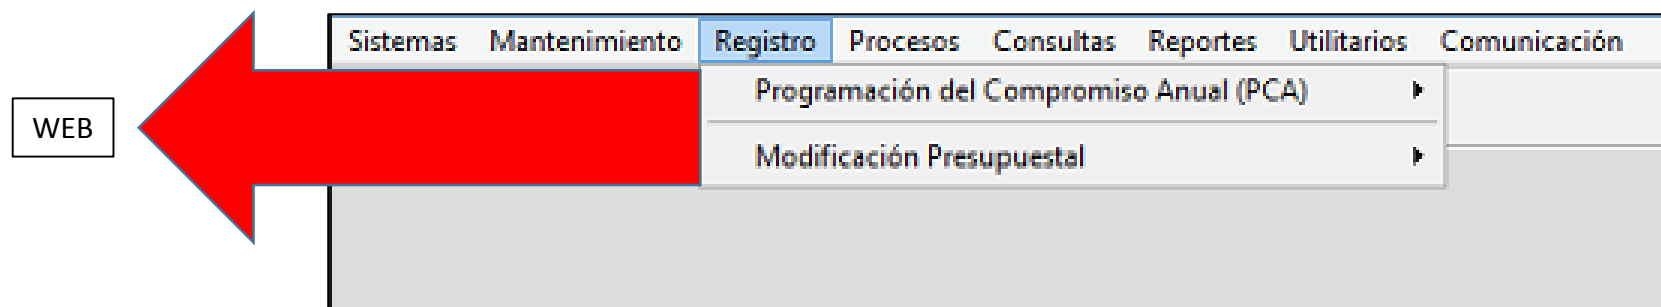 Sistemas Mantenimiento Registro Procesos Consultas Reportes Utilitarios Comunicación
Programación del Compromiso Anual (PCA)
WEB
Modificación Presupuestal